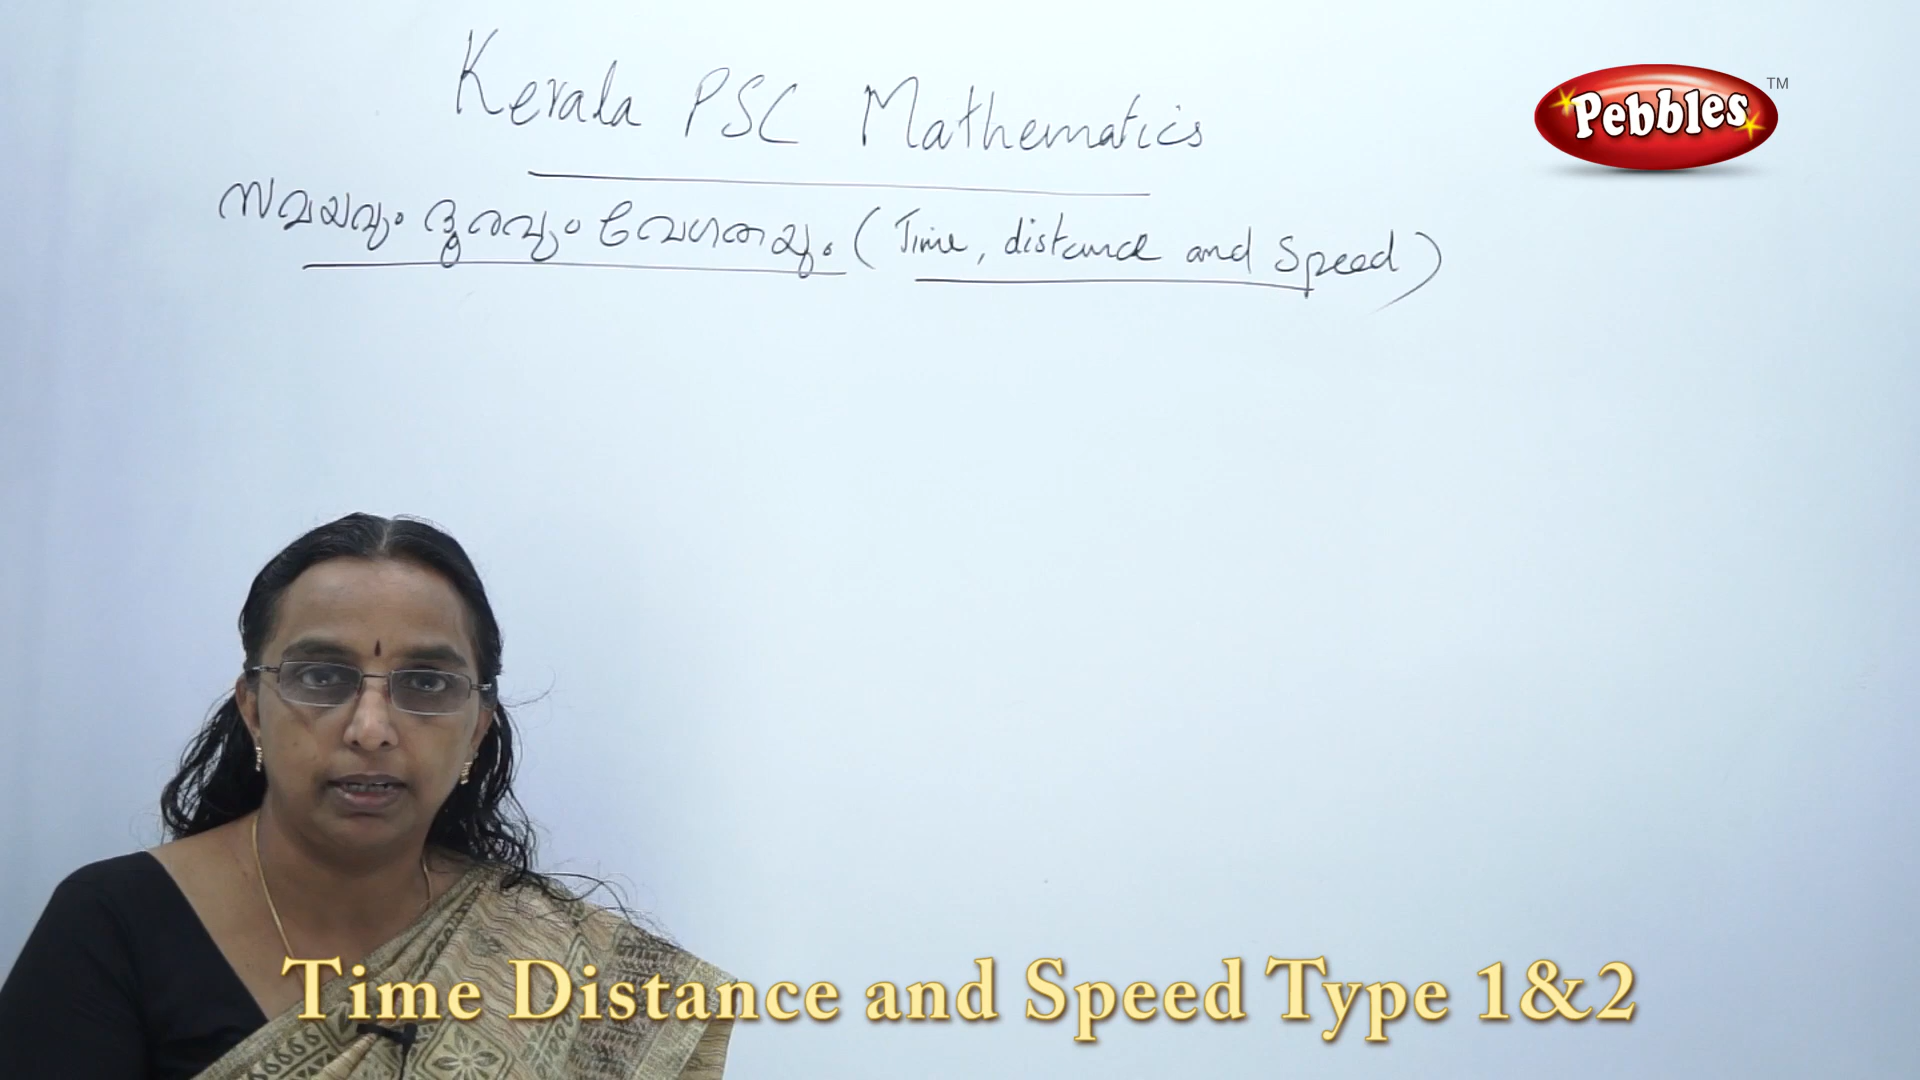 Kerala PSC Mathematics
Pebbles TM
സമയവും ദൂരവും വേഗതയും (Time, distance and Speed)
Time Distance and Speed Type 1&2